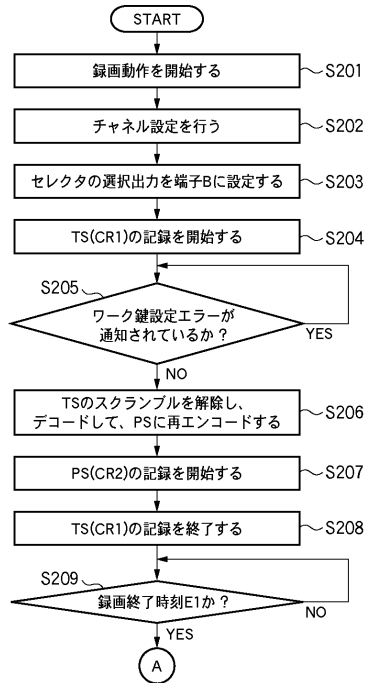 START
録画動作を開始する
S201
チャネル設定を行う
S202
セレクタの選択出力を端子Bに設定する
S203
TS(CR1)の記録を開始する
S204
S205
ワーク鍵設定エラーが
通知されているか?
YES
NO
TSのスクランブルを解除し、
デコードして、PSに再エンコードする
S206
PS(CR2)の記録を開始する
S207
TS(CR1)の記録を終了する
S208
S209
録画終了時刻E1か?
NO
YES
A